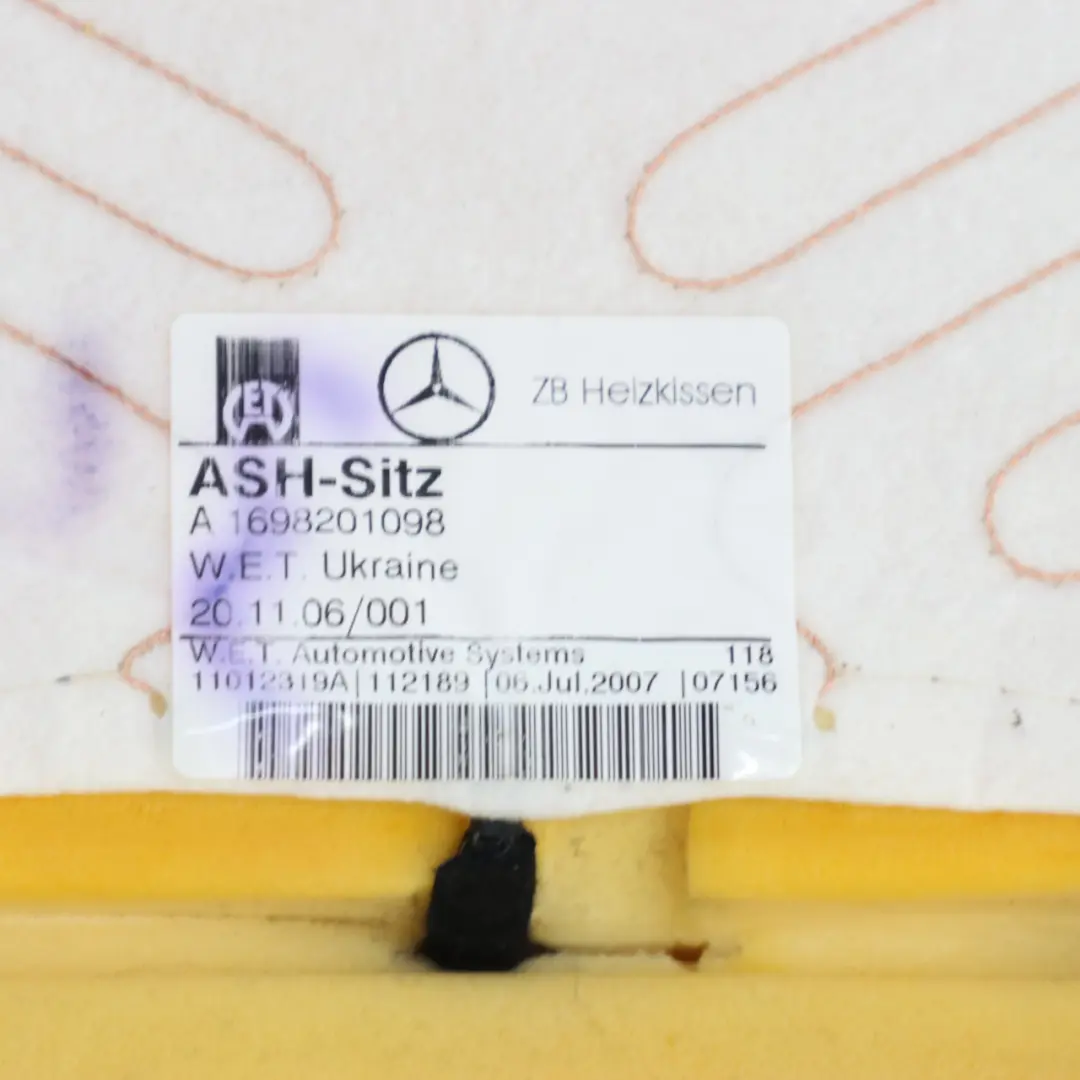 WET
ZB Heizkissen
ASH-Sitz
A 1698201098
W.E.T. Ukraine
20.11.06/001
W.E.T. Automotive Systems 118
11012319A|112189 |06.Jul.2007 |07156